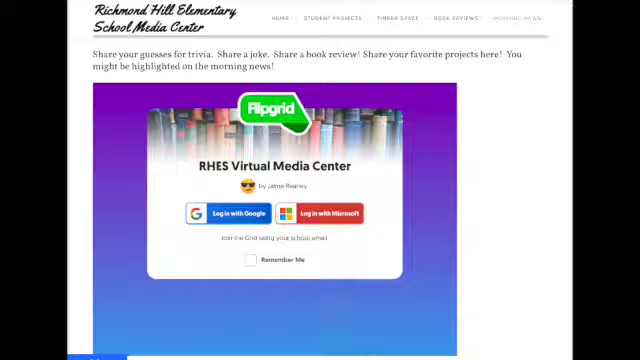 Richmond Hill Elementary
School Media Center
HOME
STUDENT PROJECTS
TINKER SPACE
BOOK REVIEWS
MORNING NEWS
Share your guesses for trivia. Share a joke. Share a book review! Share your favorite projects here! You
might be highlighted on the morning news!
Flipgrid
RHES Virtual Media Center
Log in with Google
Log in with Microsoft
Join the Grid using your school email
Remember Me